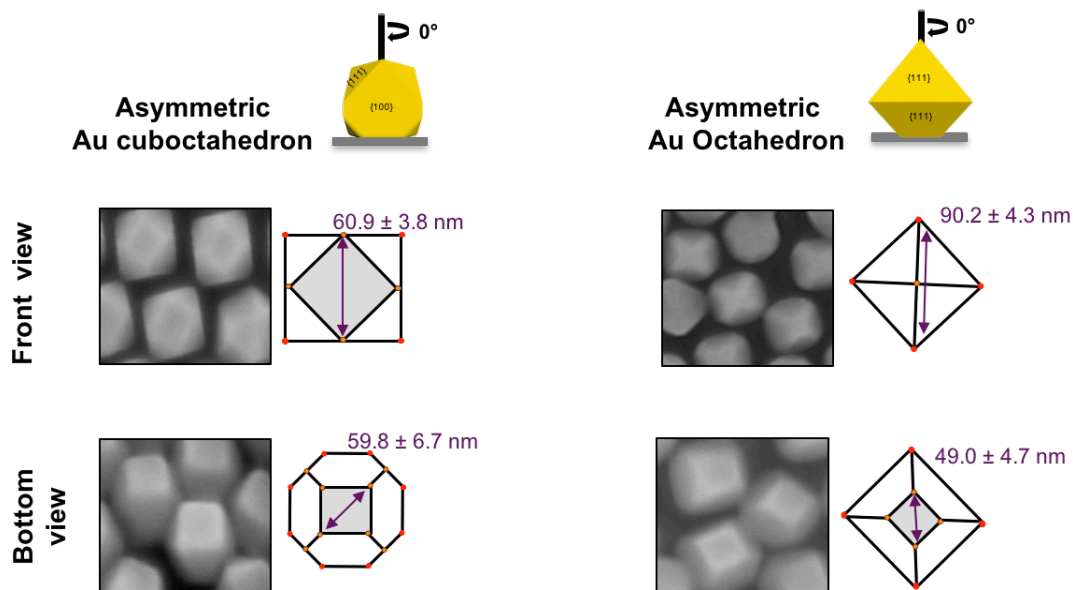 0°
{111}
{100}
Asymmetric
Au cuboctahedron
0°
{111}
{111}
Asymmetric
Au Octahedron
Front view
60.9 ± 3.8 nm
90.2 ± 4.3 nm
Bottom
view
59.8 ± 6.7 nm
49.0 ± 4.7 nm